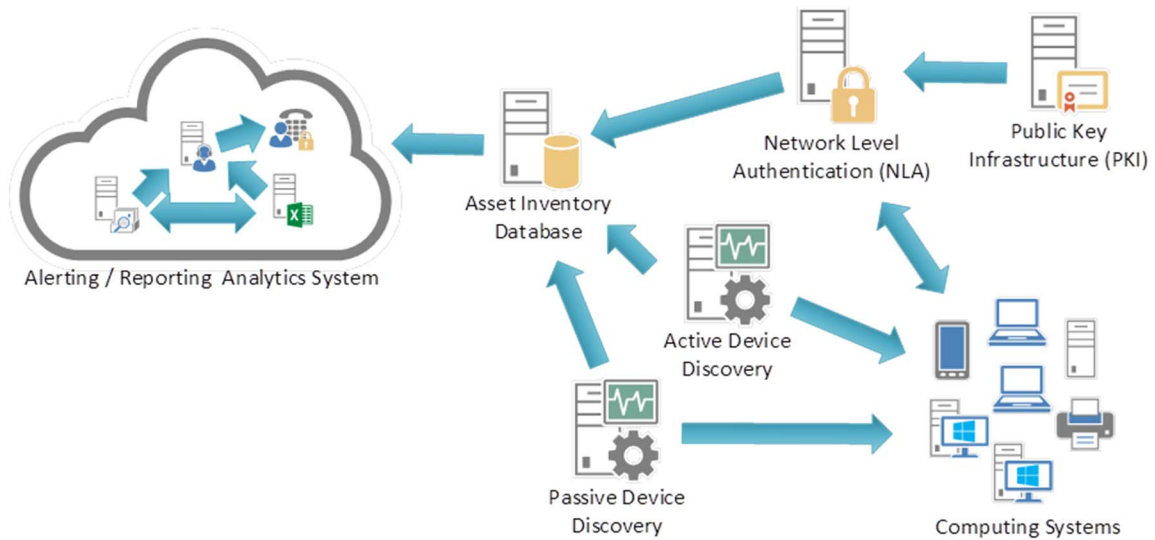 Network Level
Authentication (NLA)
Public Key
Infrastructure (PKI)
Asset Inventory
Database
Alerting / Reporting  Analytics System
Active Device
Discovery
Passive Device
Discovery
Computing Systems